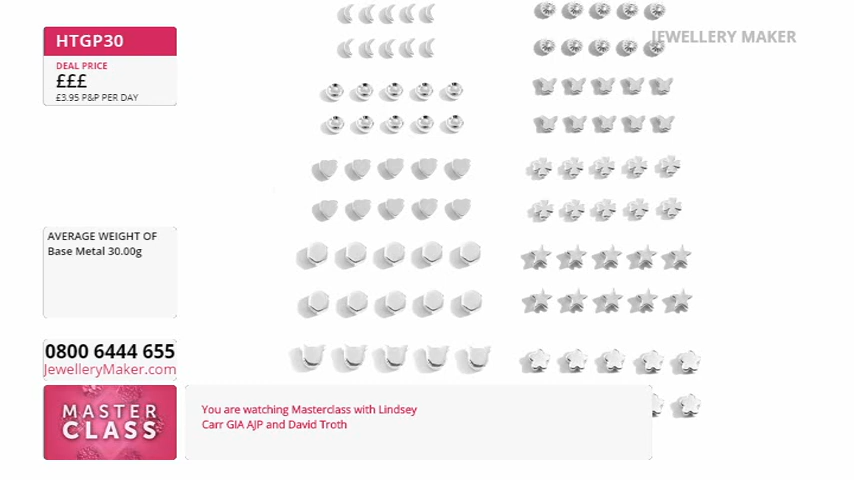 HTGP30
JEWELLERY MAKER
DEAL PRICE
£££
£3.95 P&P PER DAY
AVERAGE WEIGHT OF
Base Metal 30.00g
0800 6444 655
JewelleryMaker.com
MASTER
CLASS
You are watching Masterclass with Lindsey
Carr GIA AJP and David Troth